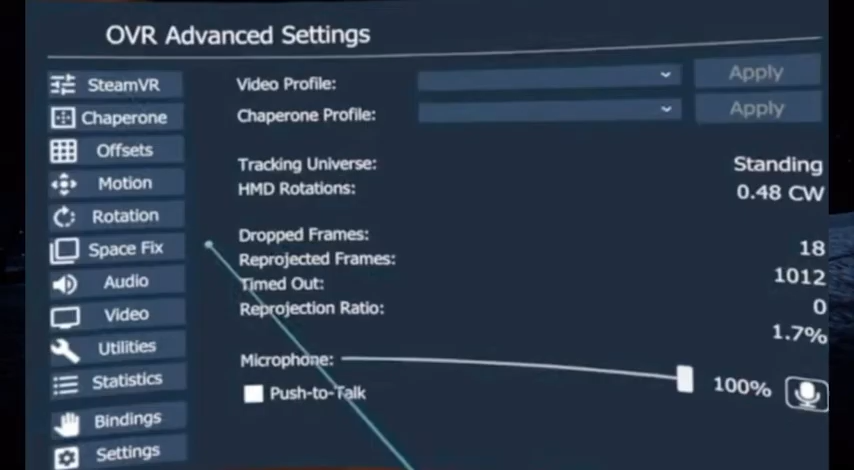 OVR Advanced Settings
SteamVR
Chaperone
Offsets
Motion
Rotation
Space Fix
Audio
Video
Utilities
Statistics
Bindings
Settings
Video Profile: Apply
Chaperone Profile: Apply
Tracking Universe: Standing
HMD Rotations: 0.48 CW
Dropped Frames: 18
Reprojected Frames: 1012
Timed Out: 0
Reprojection Ratio: 1.7%
Microphone: 100%
Push-to-Talk